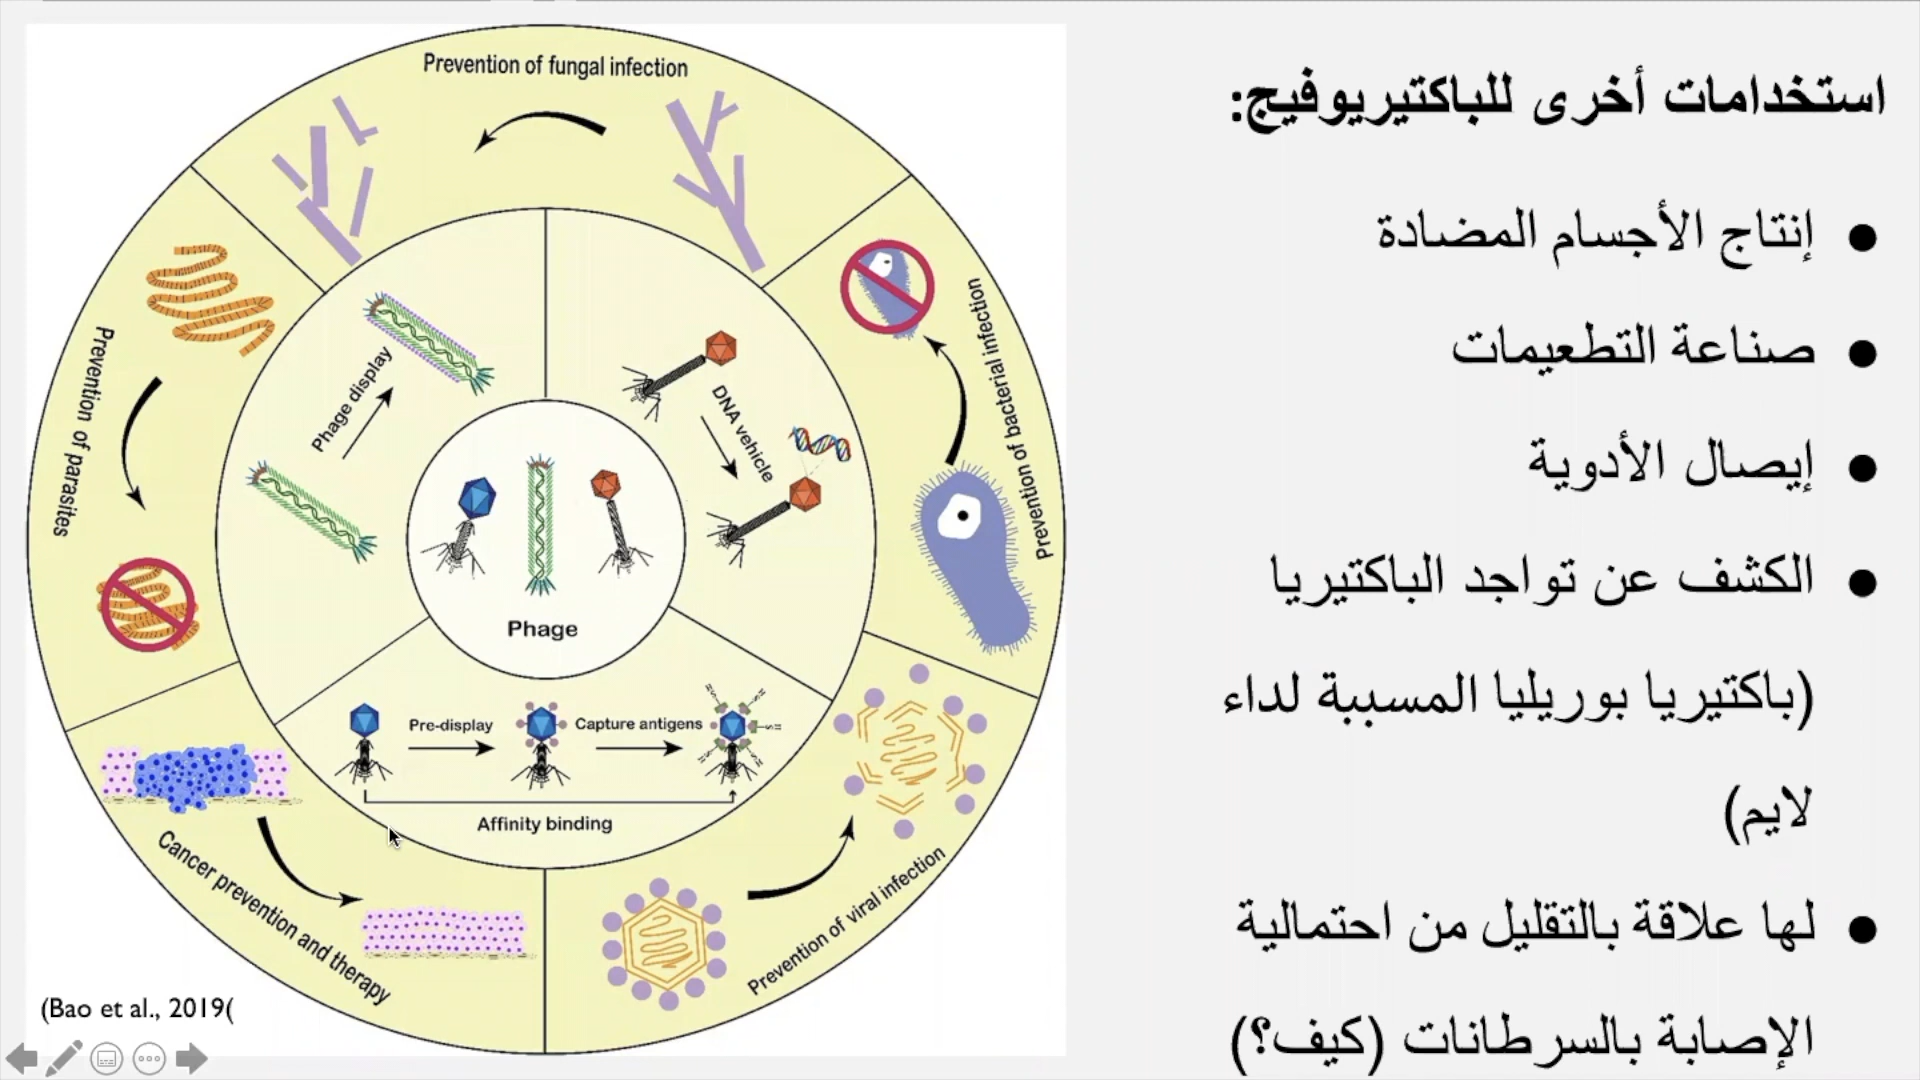 استخدامات أخرى للباكتيريوفيج:
● إنتاج الأجسام المضادة
● صناعة التطعيمات
● إيصال الأدوية
● الكشف عن تواجد الباكتيريا
(باكتيريا بوريليا المسببة لداء
لايم)
● لها علاقة بالتقليل من احتمالية
الإصابة بالسرطانات (كيف؟)
Prevention of fungal infection
Prevention of bacterial infection
Prevention of viral infection
Cancer prevention and therapy
Prevention of parasites
Phage display
DNA vehicle
Phage
Pre-display
Capture antigens
Affinity binding
(Bao et al., 2019(